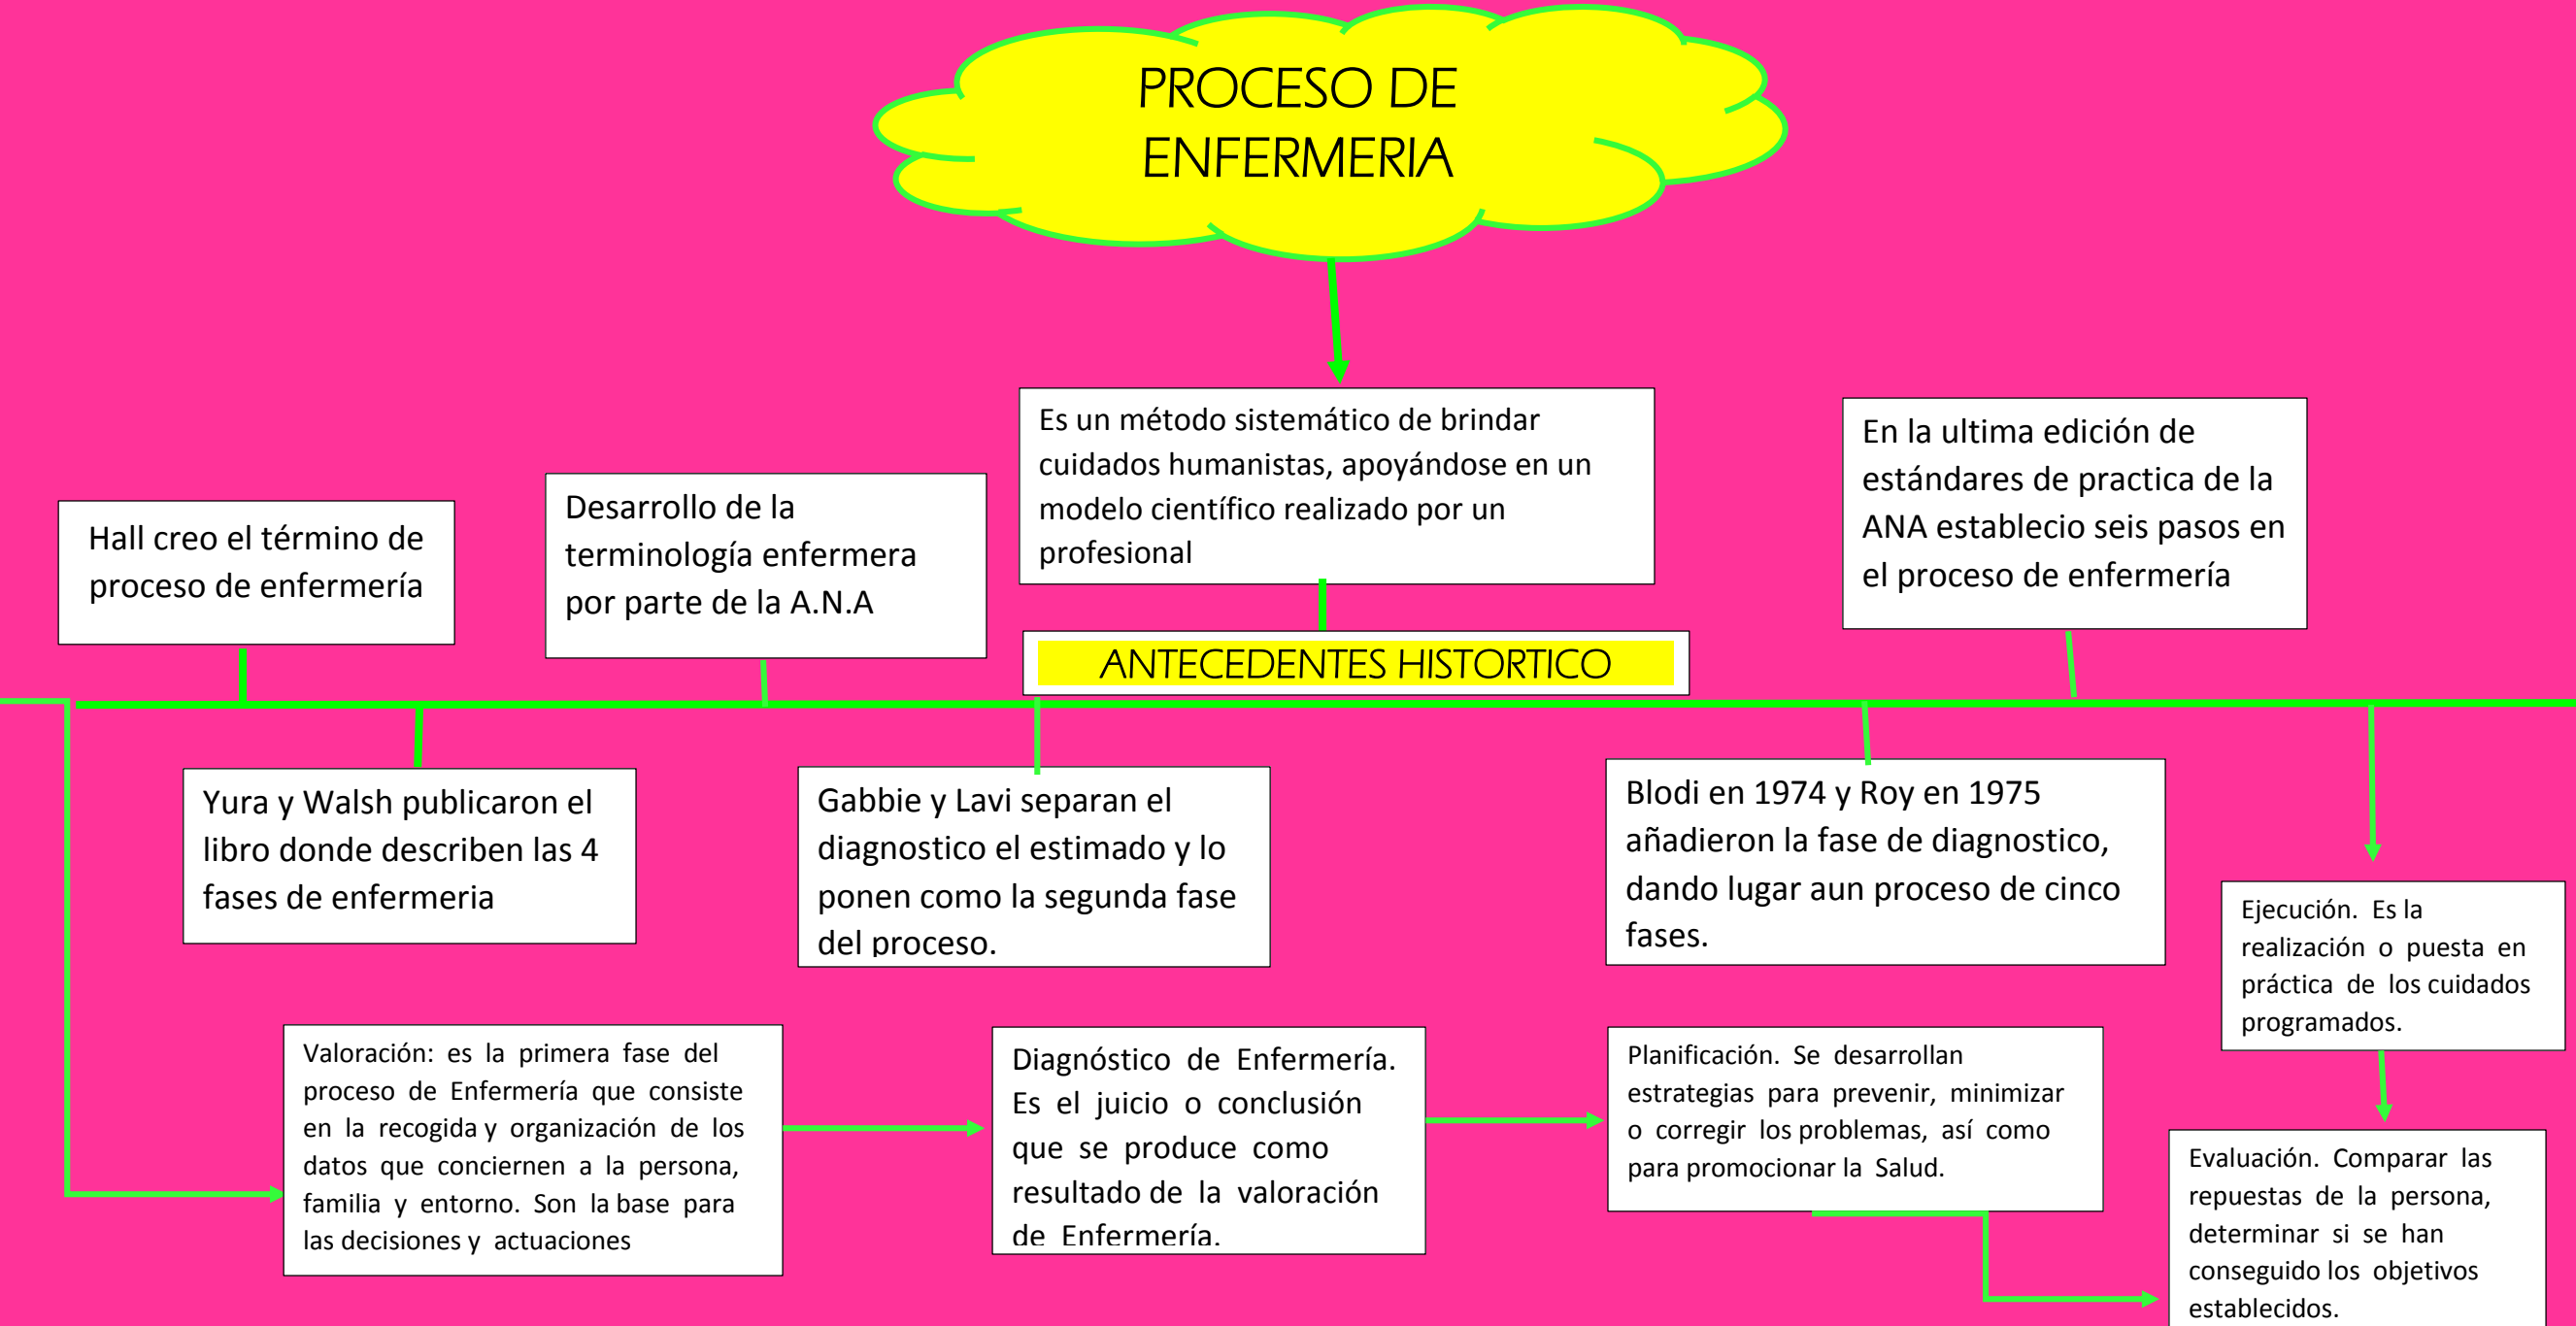 PROCESO DE
ENFERMERIA
Es un método sistemático de brindar
cuidados humanistas, apoyándose en un
modelo científico realizado por un
profesional
En la ultima edición de
estándares de practica de la
ANA establecio seis pasos en
el proceso de enfermería
Desarrollo de la
terminología enfermera
por parte de la A.N.A
Hall creo el término de
proceso de enfermería
ANTECEDENTES HISTORTICO
Yura y Walsh publicaron el
libro donde describen las 4
fases de enfermeria
Gabbie y Lavi separan el
diagnostico el estimado y lo
ponen como la segunda fase
del proceso.
Blodi en 1974 y Roy en 1975
añadieron la fase de diagnostico,
dando lugar aun proceso de cinco
fases.
Ejecución. Es la
realización o puesta en
práctica de los cuidados
programados.
Valoración: es la primera fase del
proceso de Enfermería que consiste
en la recogida y organización de los
datos que conciernen a la persona,
familia y entorno. Son la base para
las decisiones y actuaciones
Diagnóstico de Enfermería.
Es el juicio o conclusión
que se produce como
resultado de la valoración
de Enfermería.
Planificación. Se desarrollan
estrategias para prevenir, minimizar
o corregir los problemas, así como
para promocionar la Salud.
Evaluación. Comparar las
repuestas de la persona,
determinar si se han
conseguido los objetivos
establecidos.